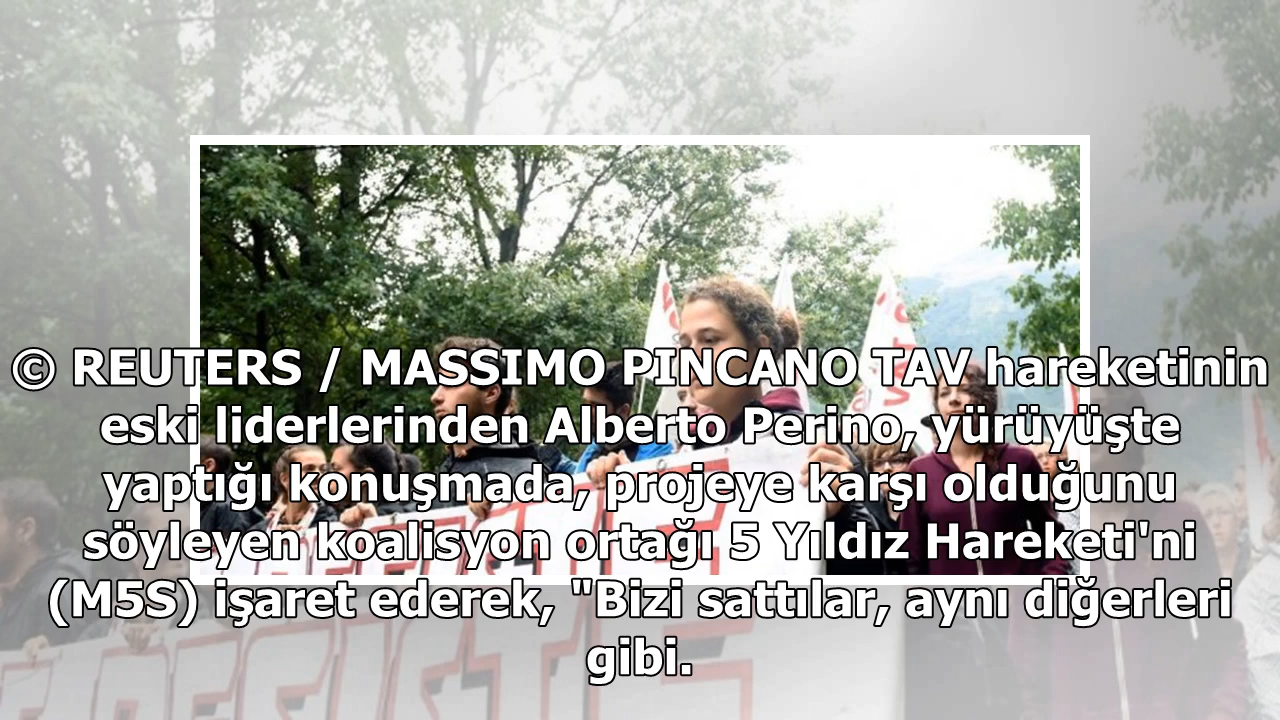 © REUTERS / MASSIMO PINCANO TAV hareketinin
eski liderlerinden Alberto Perino, yürüyüşte
yaptığı konuşmada, projeye karşı olduğunu
söyleyen koalisyon ortağı 5 Yıldız Hareketi'ni
(M5S) işaret ederek, "Bizi sattılar, aynı diğerleri
gibi.